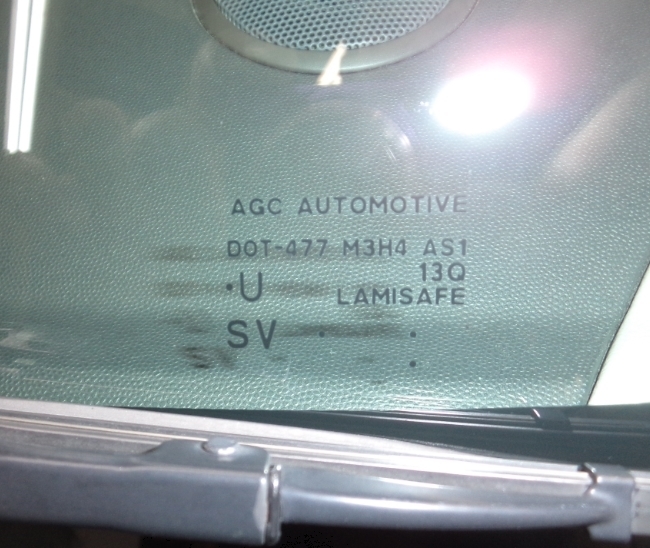 AGC AUTOMOTIVE
DOT-477 M3H4 AS1
13Q
·U
LAMISAFE
SV